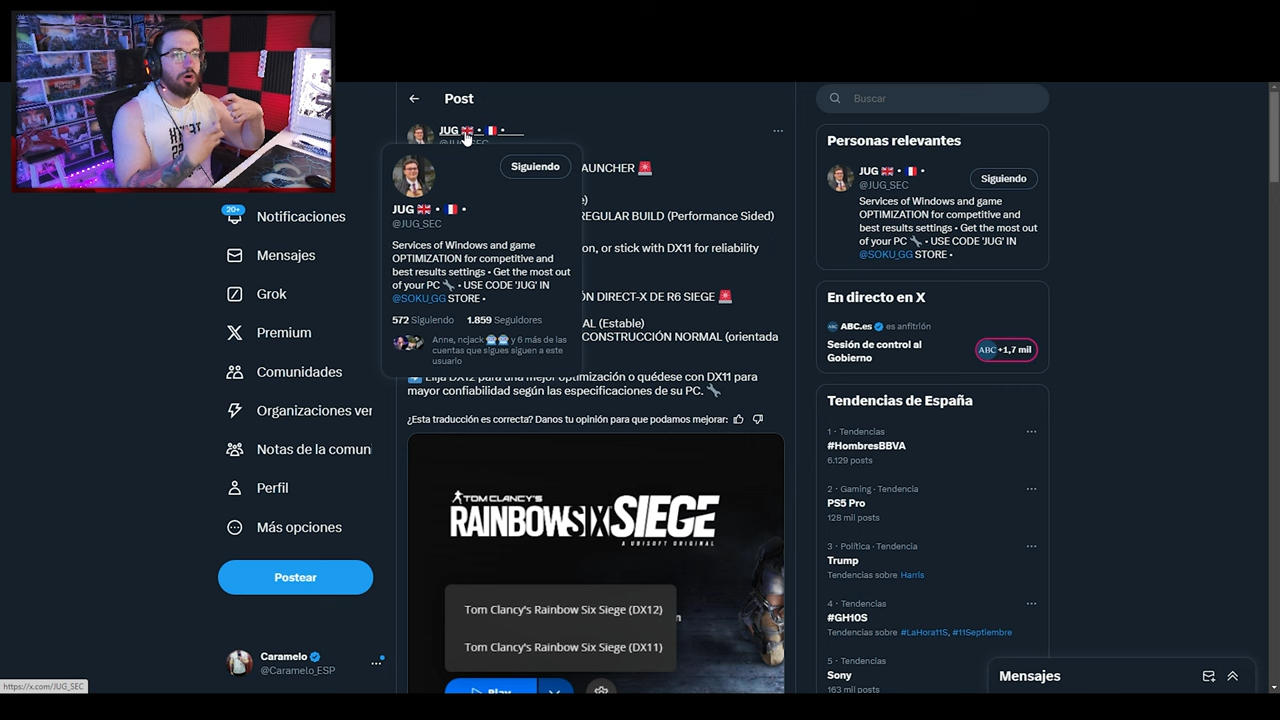 Post
Buscar
JUG 🇬🇧 • 🇫🇷 •
@JUG_SEC
Siguiendo
JUG 🇬🇧 • 🇫🇷 •
@JUG_SEC
Services of Windows and game
OPTIMIZATION for competitive and
best results settings • Get the most out
of your PC 🔧 • USE CODE 'JUG' IN
@SOKU_GG STORE •
572 Siguiendo 1.859 Seguidores
Anne, ncjack 🥶🥶 y 6 más de las
cuentas que sigues siguen a este
usuario
AUNCHER 🚨
e)
REGULAR BUILD (Performance Sided)
on, or stick with DX11 for reliability
ÓN DIRECT-X DE R6 SIEGE 🚨
AL (Estable)
CONSTRUCCIÓN NORMAL (orientada
➡️ Elija DX12 para una mejor optimización o quédese con DX11 para
mayor confiabilidad según las especificaciones de su PC. 🔧
¿Esta traducción es correcta? Danos tu opinión para que podamos mejorar:
TOM CLANCY'S
RAINBOWSIX SIEGE
A UBISOFT ORIGINAL
Tom Clancy's Rainbow Six Siege (DX12)
n
Tom Clancy's Rainbow Six Siege (DX11)
Play
20+
Notificaciones
Mensajes
Grok
Premium
Comunidades
Organizaciones ver
Notas de la comuni
Perfil
Más opciones
Postear
Caramelo
@Caramelo_ESP
https://x.com/JUG_SEC
Personas relevantes
JUG 🇬🇧 • 🇫🇷 •
@JUG_SEC
Siguiendo
Services of Windows and game
OPTIMIZATION for competitive and
best results settings • Get the most out
of your PC 🔧 • USE CODE 'JUG' IN
@SOKU_GG STORE •
En directo en X
ABC.es es anfitrión
Sesión de control al
Gobierno
ABC +1,7 mil
Tendencias de España
1 · Tendencias
#HombresBBVA
6.129 posts
2 · Gaming · Tendencia
PS5 Pro
128 mil posts
3 · Política · Tendencia
Trump
Tendencias sobre Harris
4 · Tendencias
#GH10S
Tendencias sobre #LaHora11S, #11Septiembre
5 · Tendencias
Sony
163 mil posts
Mensajes